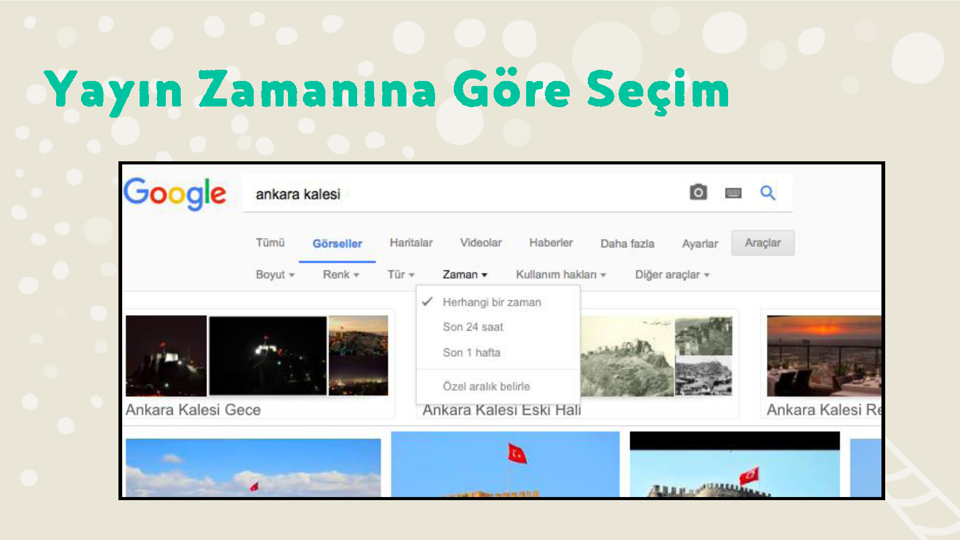 Yayın Zamanına Göre Seçim
Google ankara kalesi
Tümü Görseller Haritalar Videolar Haberler Daha fazla Ayarlar Araçlar
Boyut Renk Tür Zaman Kullanım hakları Diğer araçlar
Herhangi bir zaman
Son 24 saat
Son 1 hafta
Özel aralık belirle
Ankara Kalesi Gece Ankara Kalesi Eski Hali Ankara Kalesi Re